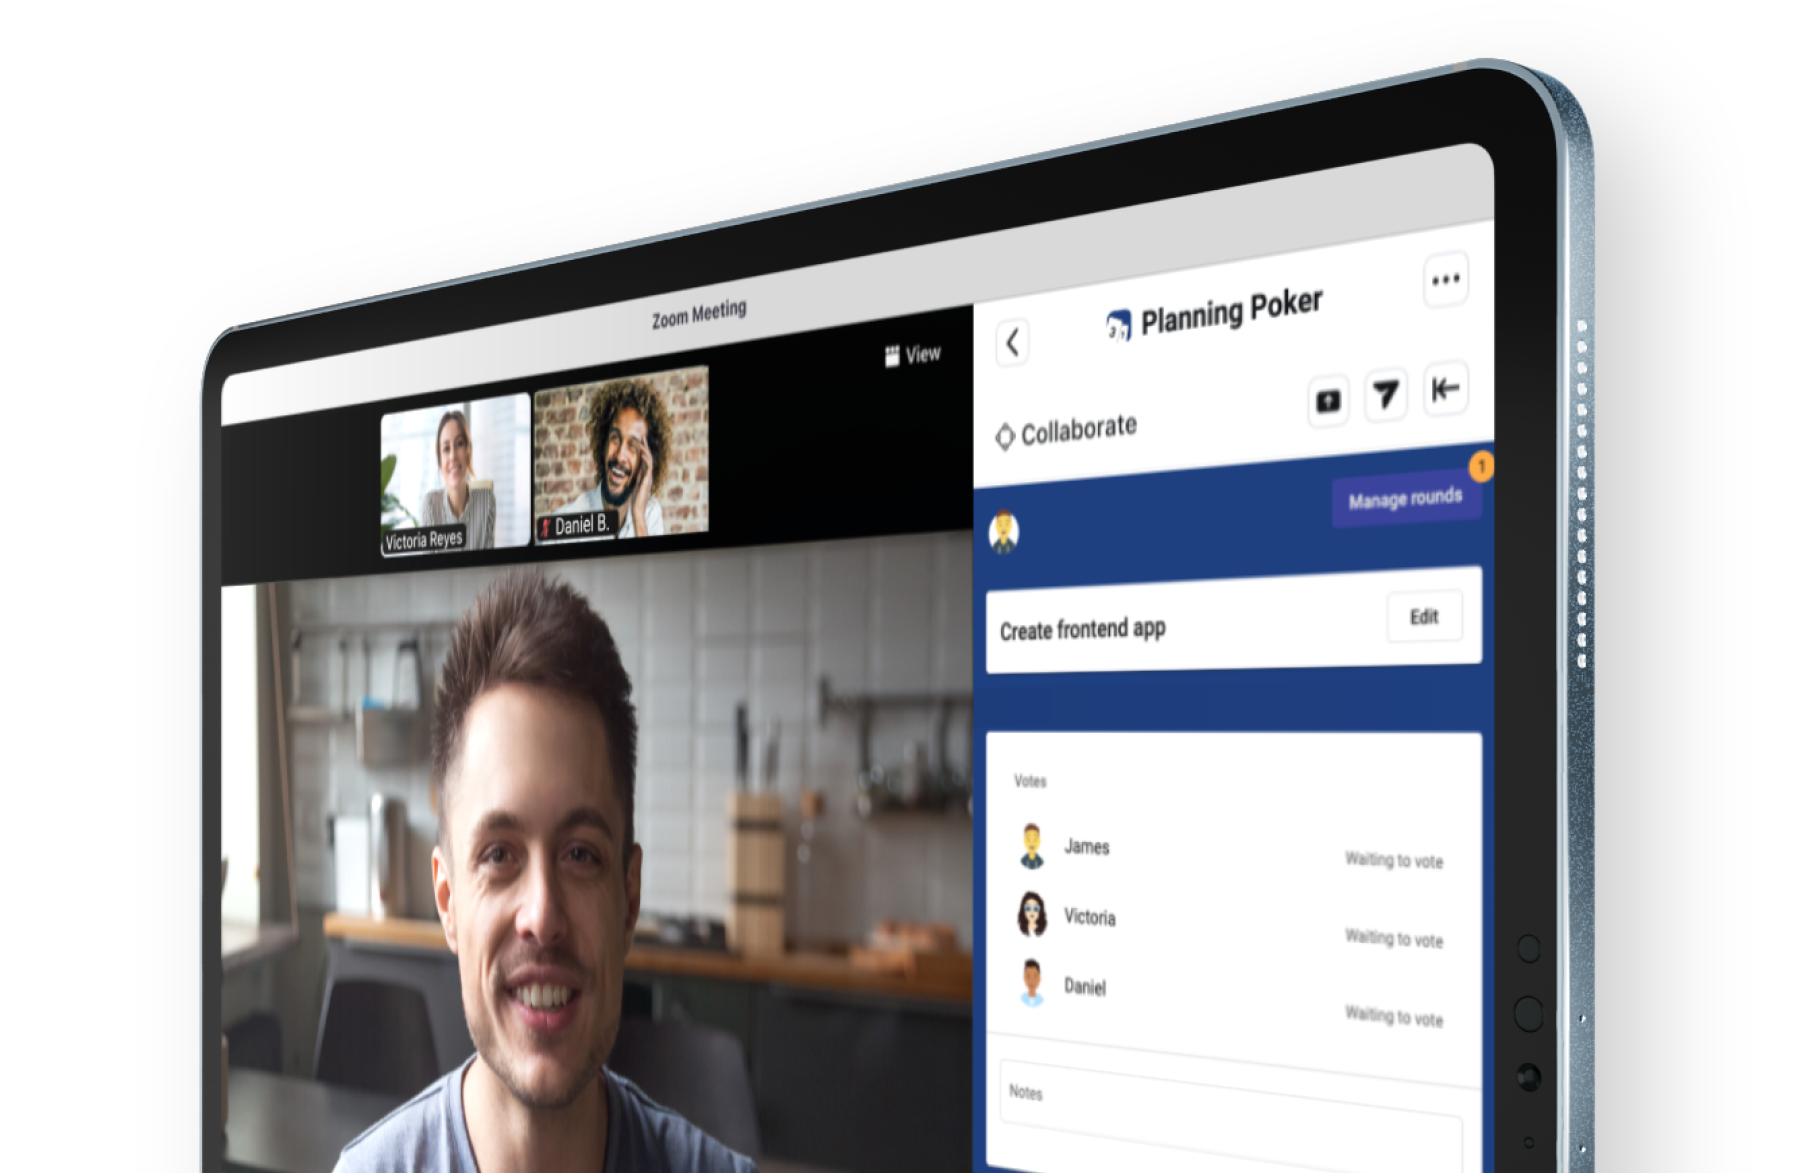 Zoom Meeting
View
Victoria Reyes
Daniel B.
Planning Poker
Collaborate
Manage rounds
1
Create frontend app
Edit
Votes
James
Waiting to vote
Victoria
Waiting to vote
Daniel
Waiting to vote
Notes